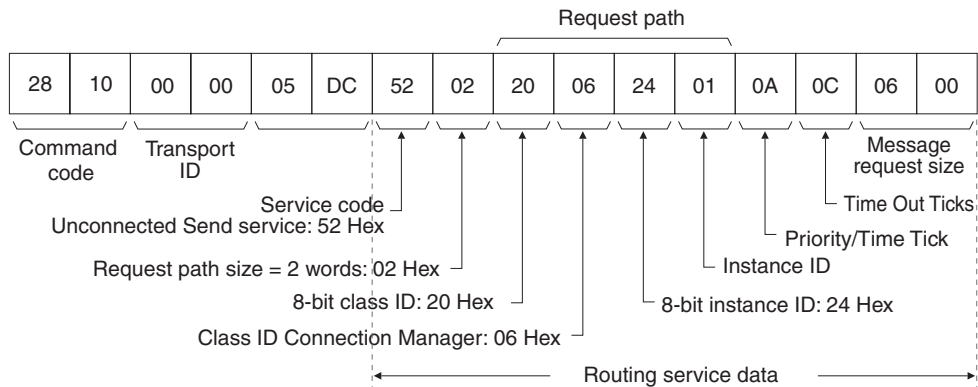 Request path
28 10 00 00 05 DC 52 02 20 06 24 01 0A 0C 06 00
Command code
Transport ID
Message request size
Service code
Unconnected Send service: 52 Hex
Time Out Ticks
Priority/Time Tick
Request path size = 2 words: 02 Hex
Instance ID
8-bit class ID: 20 Hex
8-bit instance ID: 24 Hex
Class ID Connection Manager: 06 Hex
Routing service data